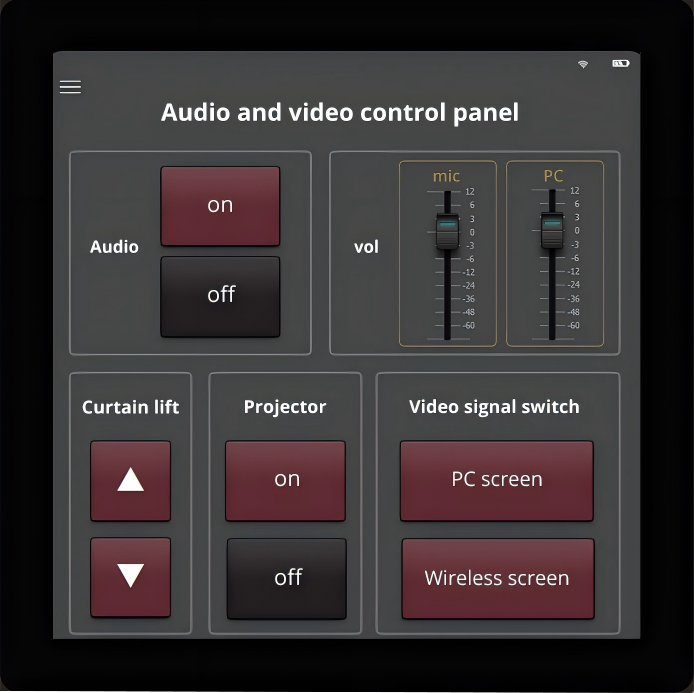 Audio and video control panel
Audio
on
off
vol
mic
12
6
3
0
-3
-6
-12
-24
-36
-48
-60
PC
12
6
3
0
-3
-6
-12
-24
-36
-48
-60
Curtain lift
Projector
on
off
Video signal switch
PC screen
Wireless screen